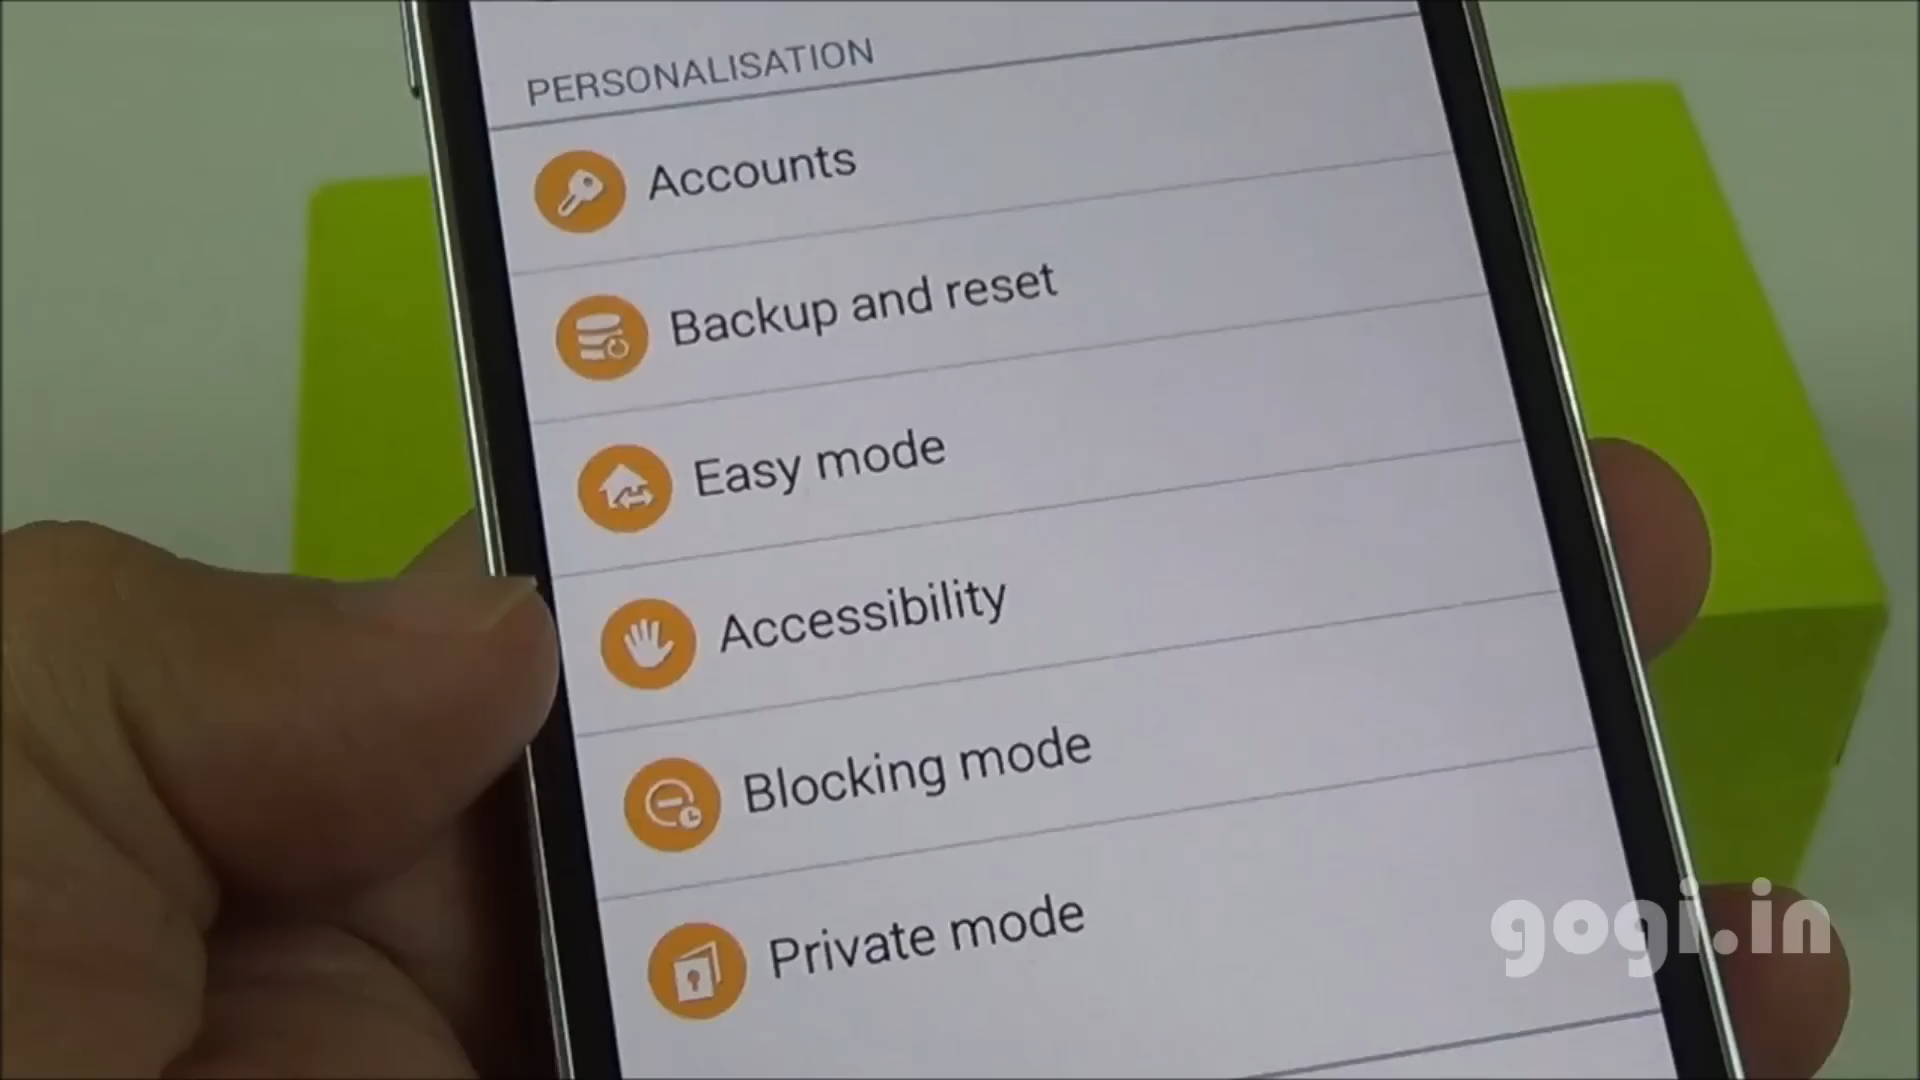 PERSONALISATION
Accounts
Backup and reset
Easy mode
Accessibility
Blocking mode
Private mode
gogi.in